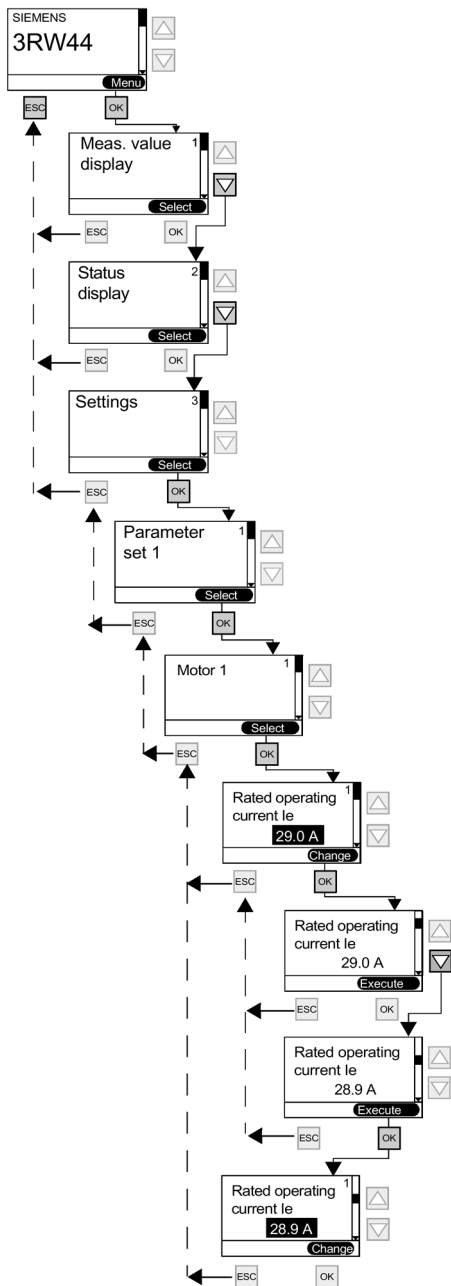 SIEMENS
3RW44
Menu
ESC
OK
Meas. value
display
1
Select
ESC
OK
Status
display
2
Select
ESC
OK
Settings
3
Select
ESC
OK
Parameter
set 1
1
Select
ESC
OK
Motor 1
1
Select
ESC
OK
Rated operating
current Ie
1
29.0 A
Change
ESC
OK
Rated operating
current Ie
29.0 A
Execute
ESC
OK
Rated operating
current Ie
28.9 A
Execute
ESC
OK
Rated operating
current Ie
1
28.9 A
Change
ESC
OK